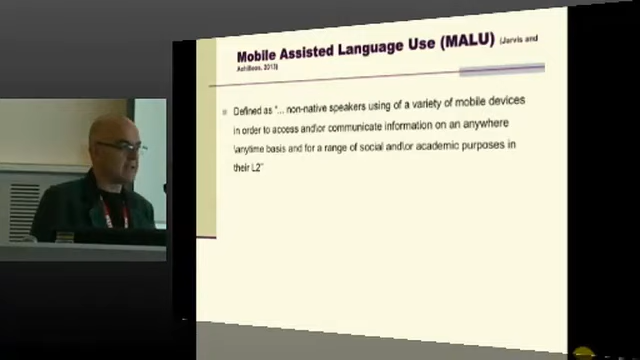 Mobile Assisted Language Use (MALU) (Jarvis and
Achilleos, 2013)
Defined as "... non-native speakers using of a variety of mobile devices
in order to access and\or communicate information on an anywhere
\anytime basis and for a range of social and\or academic purposes in
their L2"